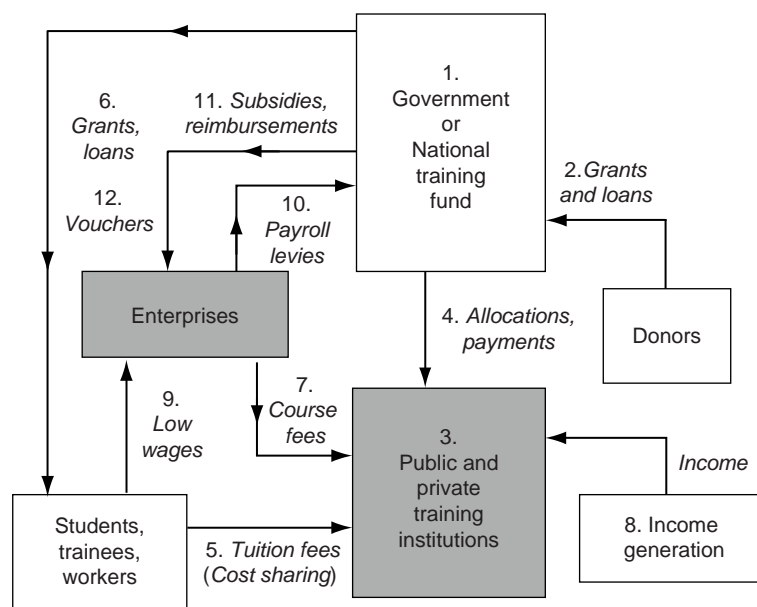 1.
Government
or
National
training
fund
6.
Grants,
loans
11. Subsidies,
reimbursements
2.Grants
and loans
12.
Vouchers
10.
Payroll
levies
Enterprises
4. Allocations,
payments
Donors
9.
Low
wages
7.
Course
fees
3.
Public and
private
training
institutions
Income
Students,
trainees,
workers
5. Tuition fees
(Cost sharing)
8. Income
generation